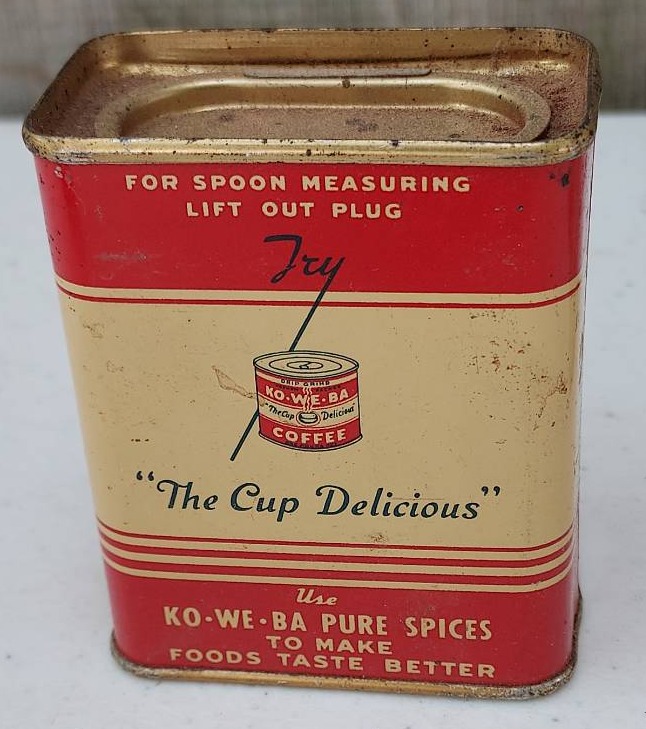 FOR SPOON MEASURING
LIFT OUT PLUG
Try
DRIP GRIND
KO·WE·BA
"The Cup Delicious"
COFFEE
"The Cup Delicious"
Use
KO·WE·BA PURE SPICES
TO MAKE
FOODS TASTE BETTER